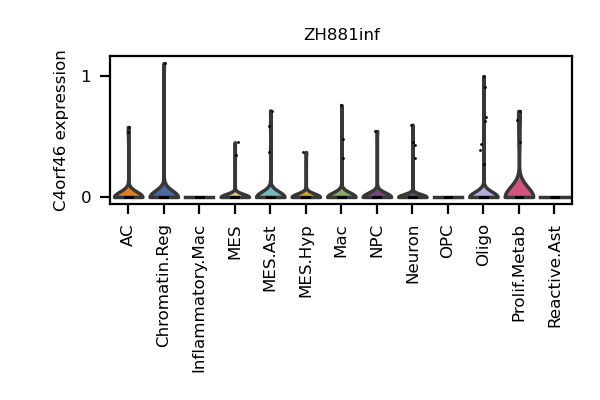 ZH881inf
C4orf46 expression
1
0
AC
Chromatin.Reg
Inflammatory.Mac
MES
MES.Ast
MES.Hyp
Mac
NPC
Neuron
OPC
Oligo
Prolif.Metab
Reactive.Ast